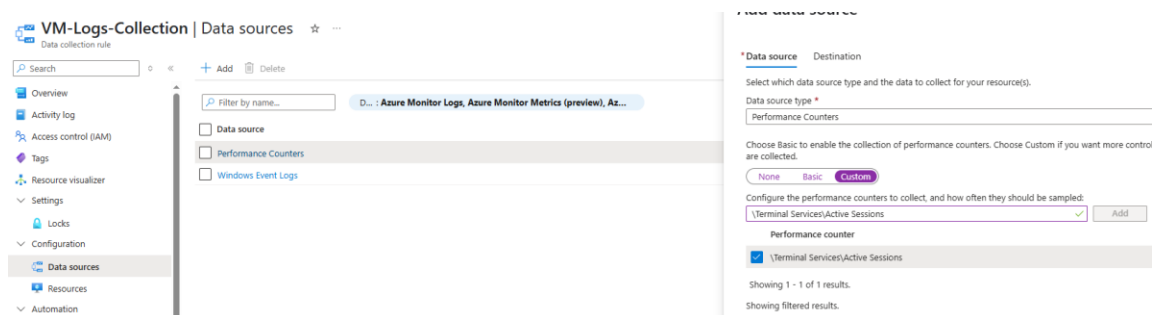 VM-Logs-Collection | Data sources
Data collection rule
Search
Overview
Activity log
Access control (IAM)
Tags
Resource visualizer
Settings
Locks
Configuration
Data sources
Resources
Automation
Add Delete
Filter by name...
D... : Azure Monitor Logs, Azure Monitor Metrics (preview), Az...
Data source
Performance Counters
Windows Event Logs
Add data source
*Data source Destination
Select which data source type and the data to collect for your resource(s).
Data source type *
Performance Counters
Choose Basic to enable the collection of performance counters. Choose Custom if you want more control
are collected.
None Basic Custom
Configure the performance counters to collect, and how often they should be sampled:
\Terminal Services\Active Sessions
Add
Performance counter
\Terminal Services\Active Sessions
Showing 1 - 1 of 1 results.
Showing filtered results.